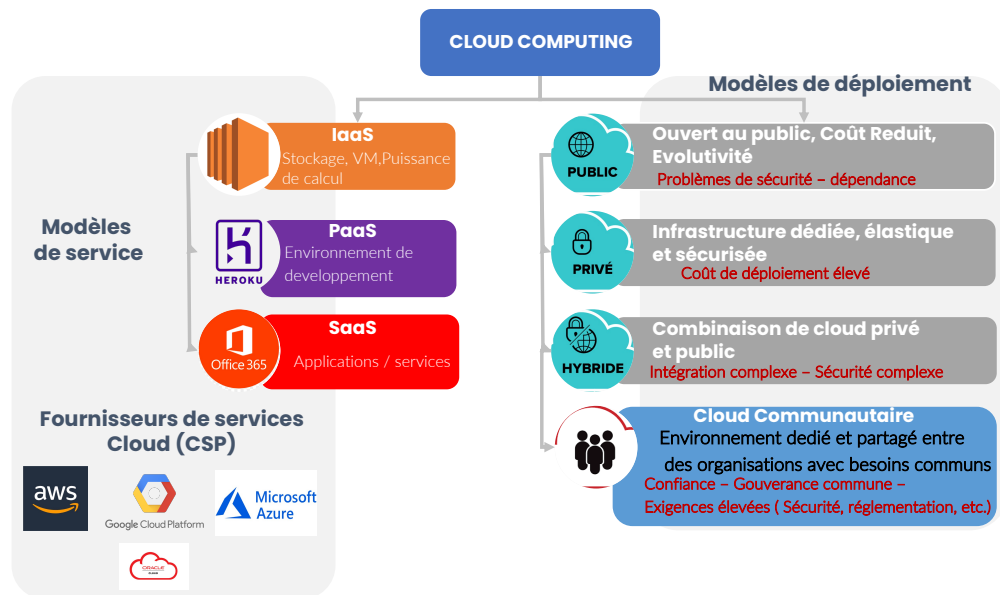 CLOUD COMPUTING
Modèles
de service
IaaS
Stockage, VM,Puissance
de calcul
HEROKU
PaaS
Environnement de
developpement
Office 365
SaaS
Applications / services
Fournisseurs de services
Cloud (CSP)
aws
Google Cloud Platform
Microsoft
Azure
ORACLE
CLOUD
Modèles de déploiement
PUBLIC
Ouvert au public, Coût Reduit,
Evolutivité
Problèmes de sécurité – dépendance
PRIVÉ
Infrastructure dédiée, élastique
et sécurisée
Coût de déploiement élevé
HYBRIDE
Combinaison de cloud privé
et public
Intégration complexe – Sécurité complexe
Cloud Communautaire
Environnement dedié et partagé entre
des organisations avec besoins communs
Confiance – Gouverance commune –
Exigences élevées ( Sécurité, réglementation, etc.)